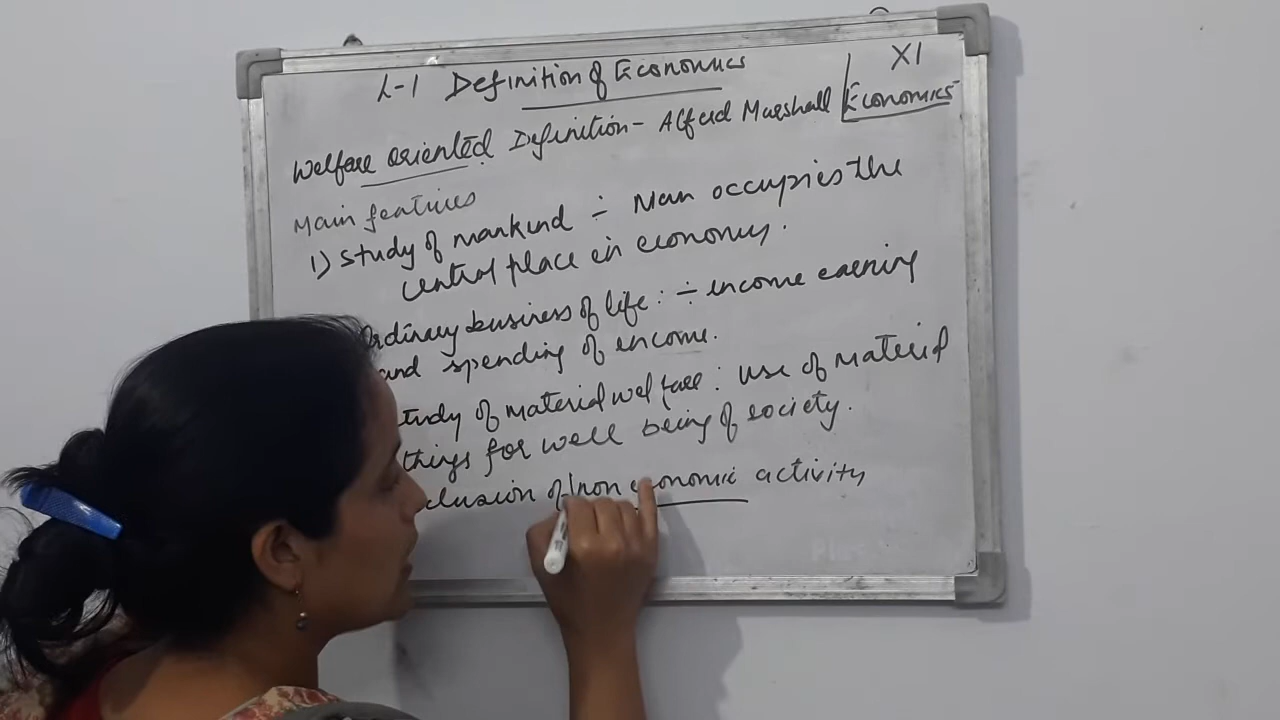 L-1 Definition of Economics
XI
Economics
Welfare oriented Definition- Alfred Marshall
Main features
1) Study of mankind ÷ Man occupies the
central place in economy.
rdinary business of life: ÷ income earning
and spending of income.
tudy of material welfare: use of material
things for well being of society.
clusion of non economic activity